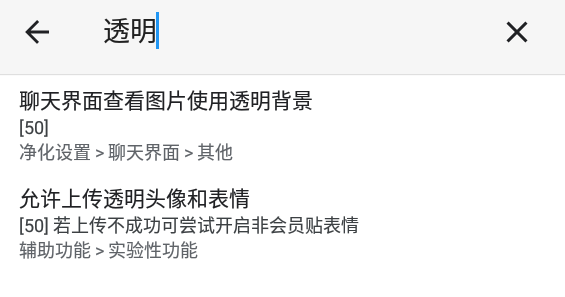 透明
聊天界面查看图片使用透明背景
[50]
净化设置 > 聊天界面 > 其他
允许上传透明头像和表情
[50] 若上传不成功可尝试开启非会员贴表情
辅助功能 > 实验性功能